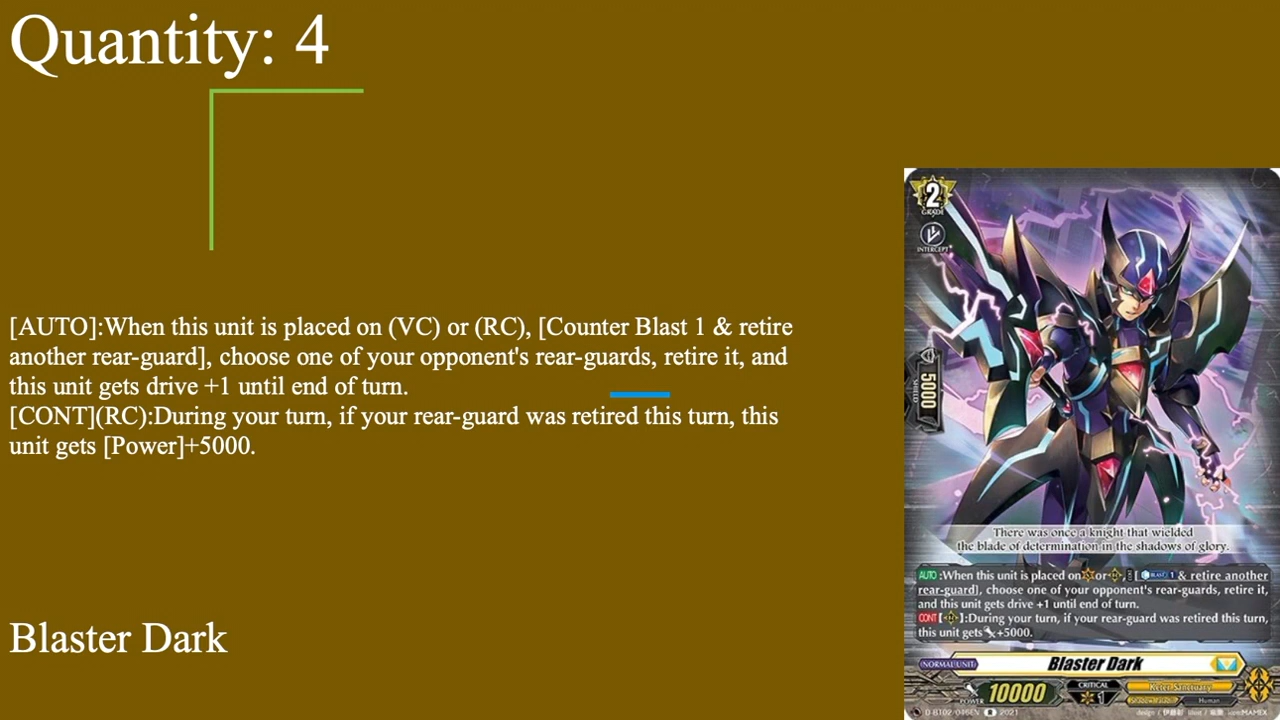 Quantity: 4
[AUTO]:When this unit is placed on (VC) or (RC), [Counter Blast 1 & retire
another rear-guard], choose one of your opponent's rear-guards, retire it, and
this unit gets drive +1 until end of turn.
[CONT](RC):During your turn, if your rear-guard was retired this turn, this
unit gets [Power]+5000.
Blaster Dark
2
GRADE
INTERCEPT
SHIELD
5000
There was once a knight that wielded
the blade of determination in the shadows of glory.
AUTO:When this unit is placed on or , [ 1 & retire another
rear-guard], choose one of your opponent's rear-guards, retire it,
and this unit gets drive +1 until end of turn.
CONT[ ]:During your turn, if your rear-guard was retired this turn,
this unit gets +5000.
NORMAL UNIT
Blaster Dark
POWER 10000
CRITICAL
1
Keter Sanctuary
Human
2021